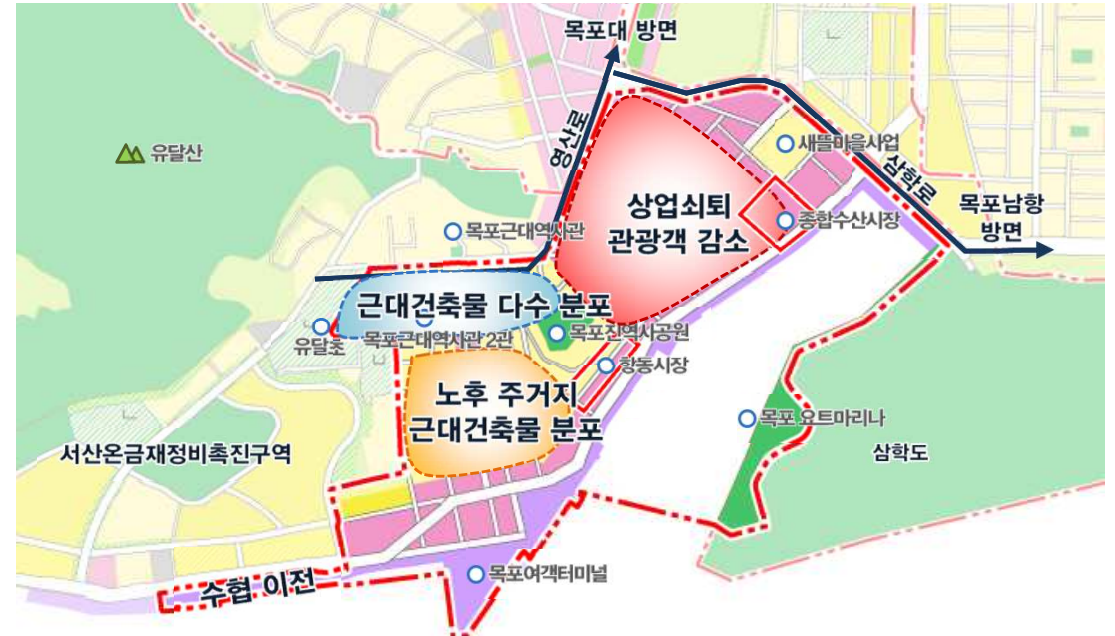 목포대 방면
영산로
유달산
새뜰마을사업
삼학로
상업쇠퇴
관광객 감소
종합수산시장
목포남항
방면
목포근대역사관
근대건축물 다수 분포
유달초
목포근대역사관 2관
목포진역사공원
항동시장
노후 주거지
근대건축물 분포
목포 요트마리나
서산온금재정비촉진구역
삼학도
수협 이전
목포여객터미널